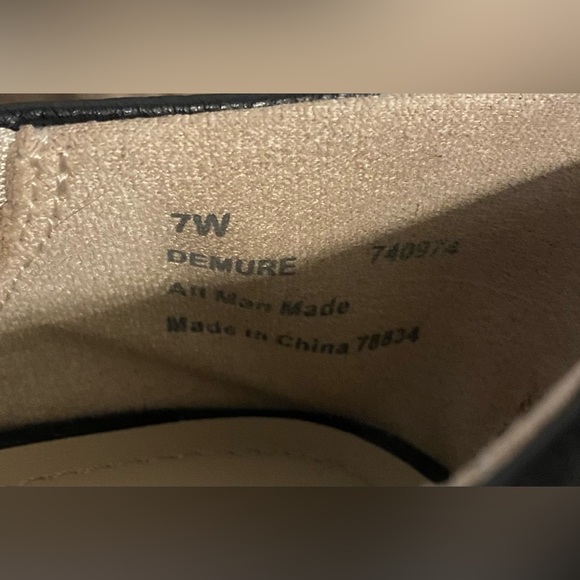 7W
DEMURE 740974
All Man Made
Made in China 78834